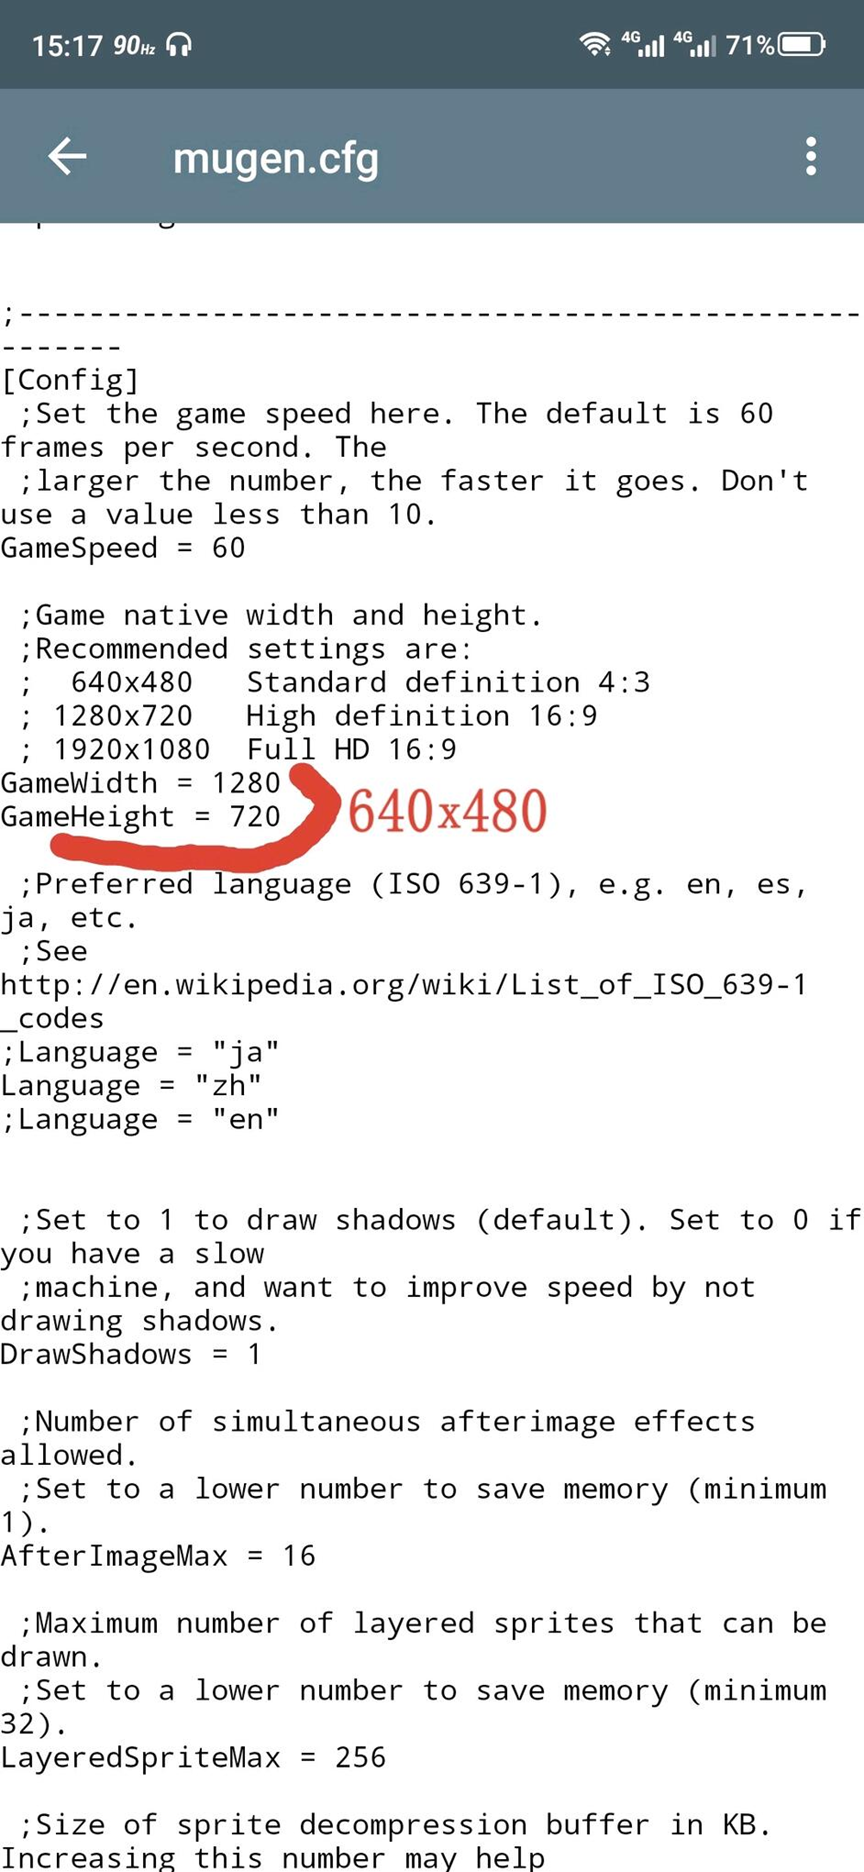 15:17 90Hz 4G 4G 71%
mugen.cfg
;------------------------------------------------
-------
[Config]
;Set the game speed here. The default is 60
frames per second. The
;larger the number, the faster it goes. Don't
use a value less than 10.
GameSpeed = 60
;Game native width and height.
;Recommended settings are:
; 640x480 Standard definition 4:3
; 1280x720 High definition 16:9
; 1920x1080 Full HD 16:9
GameWidth = 1280
GameHeight = 720
640x480
;Preferred language (ISO 639-1), e.g. en, es,
ja, etc.
;See
http://en.wikipedia.org/wiki/List_of_ISO_639-1
_codes
;Language = "ja"
Language = "zh"
;Language = "en"
;Set to 1 to draw shadows (default). Set to 0 if
you have a slow
;machine, and want to improve speed by not
drawing shadows.
DrawShadows = 1
;Number of simultaneous afterimage effects
allowed.
;Set to a lower number to save memory (minimum
1).
AfterImageMax = 16
;Maximum number of layered sprites that can be
drawn.
;Set to a lower number to save memory (minimum
32).
LayeredSpriteMax = 256
;Size of sprite decompression buffer in KB.
Increasing this number may help